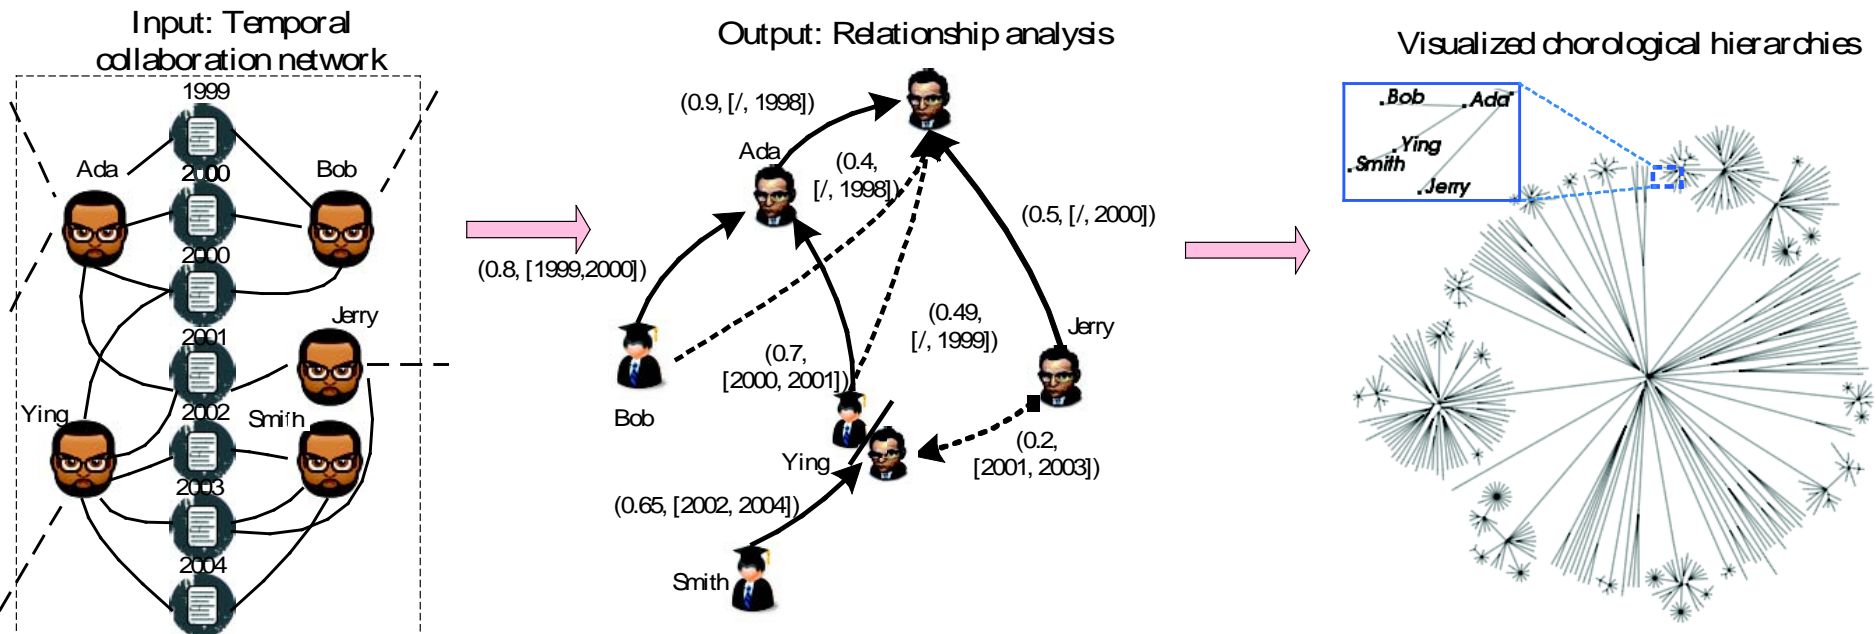 Input: Temporal
collaboration network
1999
Ada
2000
Bob
2000
Jerry
2001
Ying
2002
Smith
2003
2004
Output: Relationship analysis
(0.9, [/, 1998])
Ada
(0.4,
[/, 1998])
(0.5, [/, 2000])
(0.8, [1999,2000])
(0.49,
[/, 1999])
Jerry
(0.7,
[2000, 2001])
Bob
Ying
(0.2,
[2001, 2003])
(0.65, [2002, 2004])
Smith
Visualized chorological hierarchies
Bob
Ada
Ying
Smith
Jerry